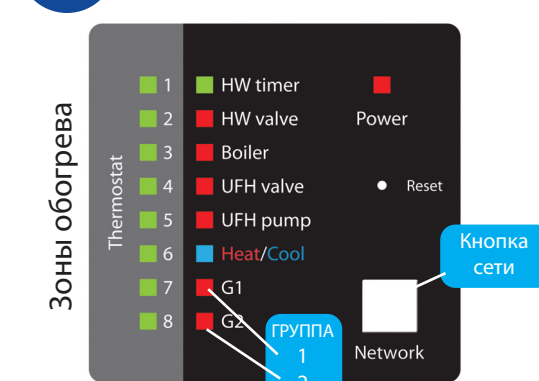 Зоны обогрева
Thermostat
1 HW timer
2 HW valve
3 Boiler
4 UFH valve
5 UFH pump
6 Heat/Cool
7 G1
8 G2
Power
Reset
Кнопка
сети
ГРУППА
1
2
Network